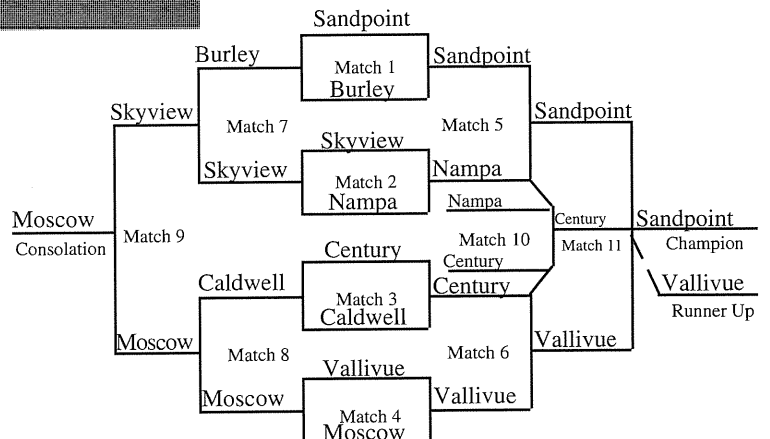 Sandpoint
Burley
Match 1
Sandpoint
Burley
Skyview
Match 7
Match 5
Sandpoint
Skyview
Skyview
Match 2
Nampa
Nampa
Nampa
Moscow
Consolation
Match 9
Match 10
Century
Match 11
Sandpoint
Champion
Century
Century
Caldwell
Match 3
Century
Caldwell
Vallivue
Runner Up
Moscow
Match 8
Match 6
Vallivue
Vallivue
Moscow
Match 4
Vallivue
Moscow